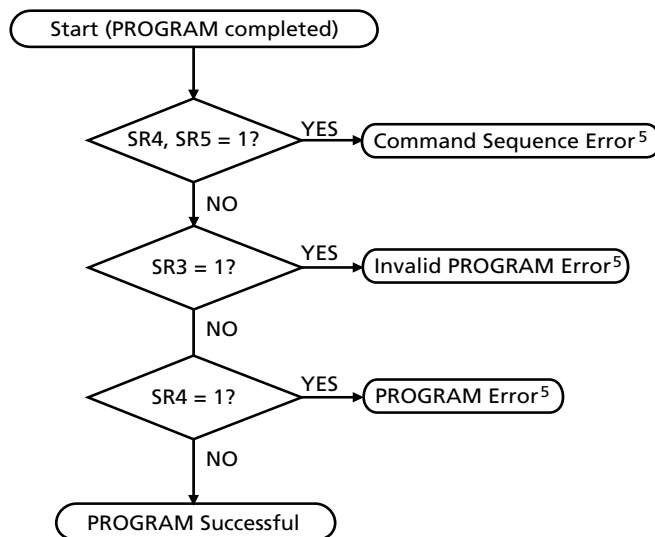 Start (PROGRAM completed)
SR4, SR5 = 1?
YES
Command Sequence Error5
NO
SR3 = 1?
YES
Invalid PROGRAM Error5
NO
SR4 = 1?
YES
PROGRAM Error5
NO
PROGRAM Successful